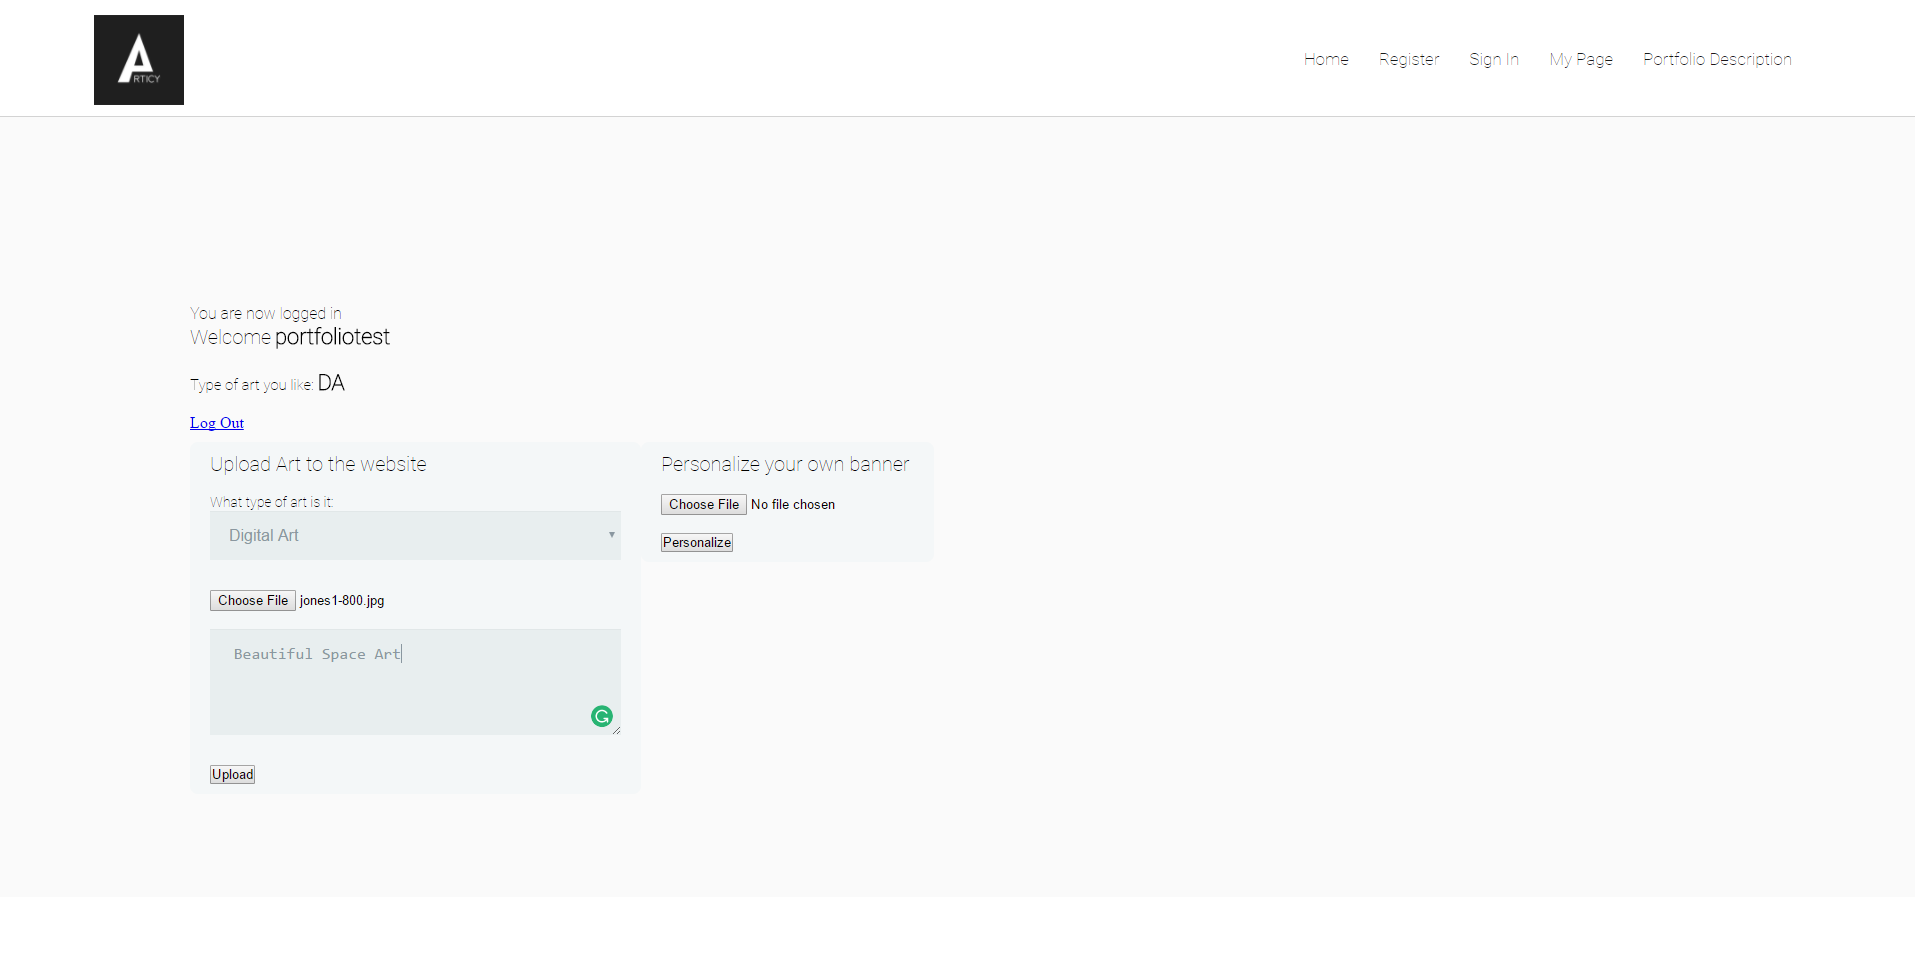 A
RTICY
Home Register Sign In My Page Portfolio Description
You are now logged in
Welcome portfoliotest
Type of art you like: DA
Log Out
Upload Art to the website
What type of art is it:
Digital Art
Choose File jones1-800.jpg
Beautiful Space Art
Upload
Personalize your own banner
Choose File No file chosen
Personalize